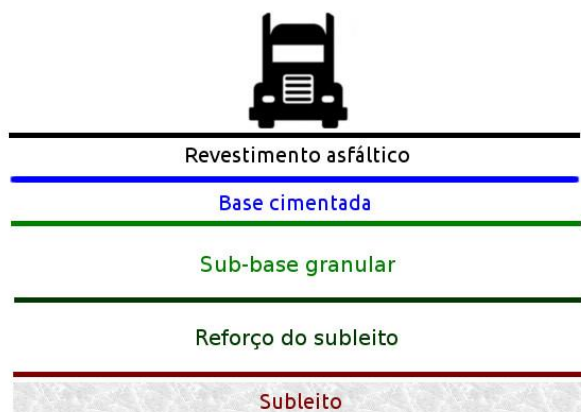 Revestimento asfáltico
Base cimentada
Sub-base granular
Reforço do subleito
Subleito